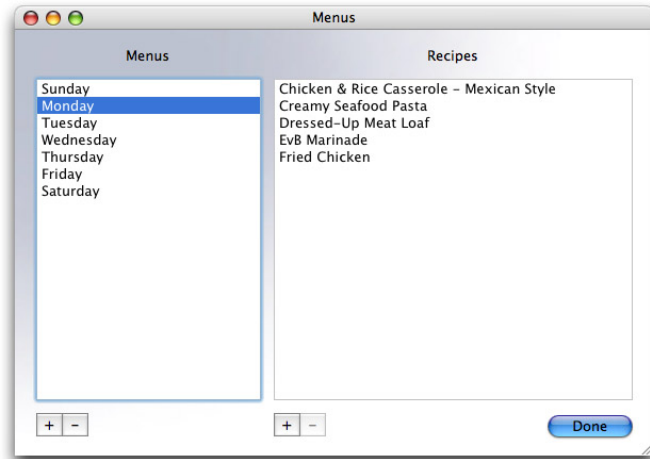 Menus
Menus
Recipes
Sunday
Monday
Tuesday
Wednesday
Thursday
Friday
Saturday
Chicken & Rice Casserole - Mexican Style
Creamy Seafood Pasta
Dressed-Up Meat Loaf
EvB Marinade
Fried Chicken
+ -
+ -
Done